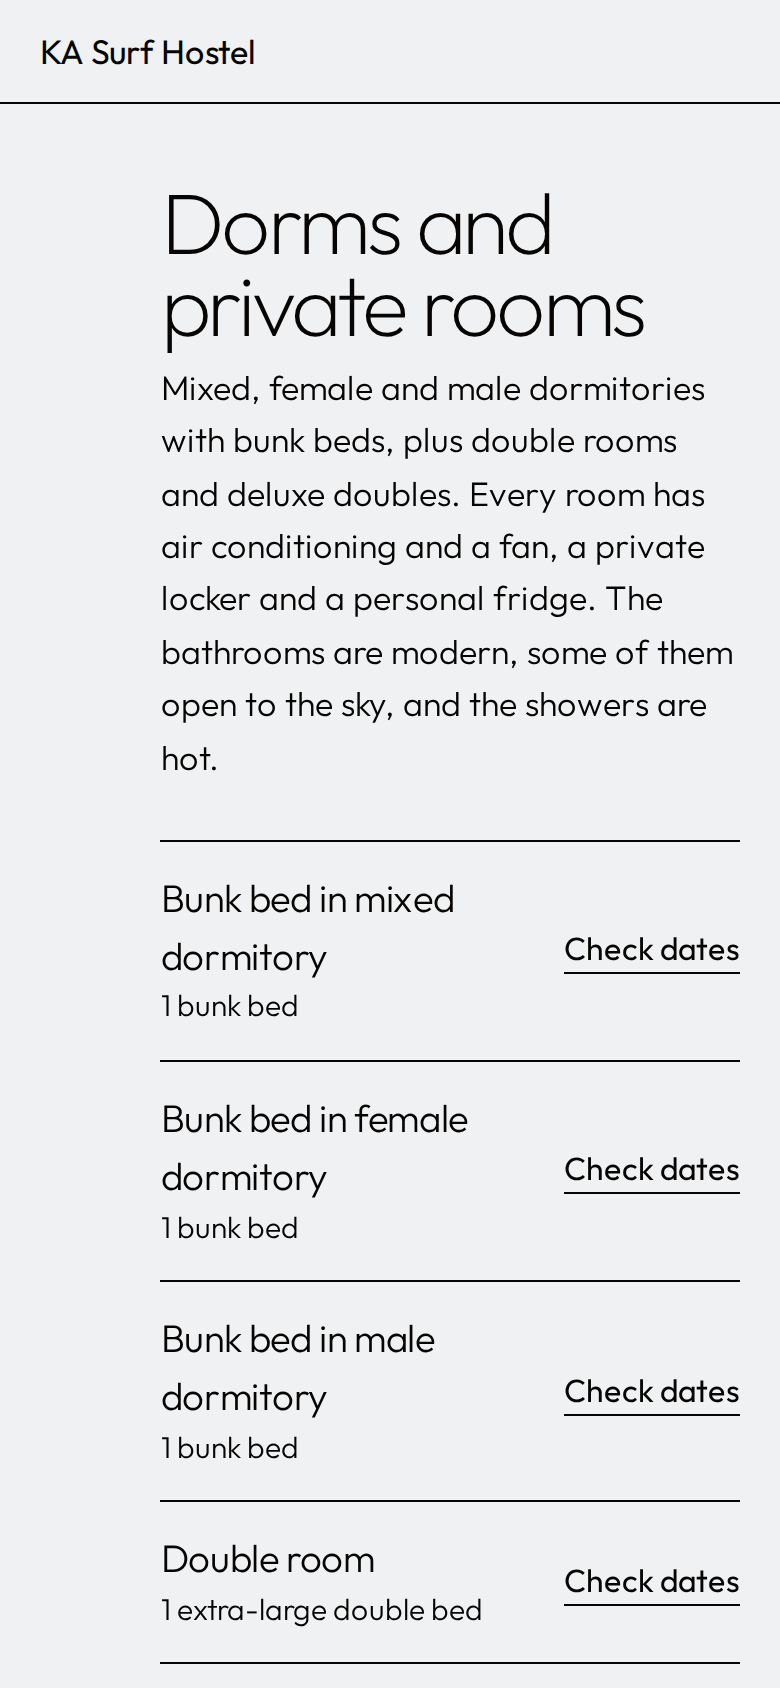 KA Surf Hostel
Dorms and
private rooms
Mixed, female and male dormitories
with bunk beds, plus double rooms
and deluxe doubles. Every room has
air conditioning and a fan, a private
locker and a personal fridge. The
bathrooms are modern, some of them
open to the sky, and the showers are
hot.
Bunk bed in mixed
dormitory
1 bunk bed
Check dates
Bunk bed in female
dormitory
1 bunk bed
Check dates
Bunk bed in male
dormitory
1 bunk bed
Check dates
Double room
1 extra-large double bed
Check dates